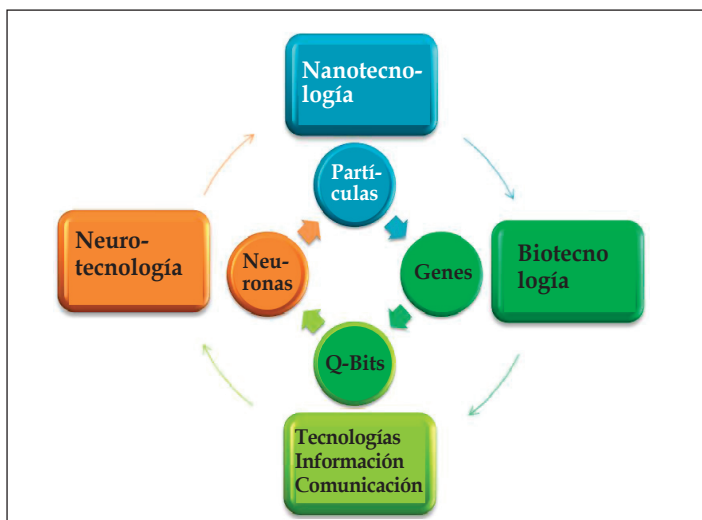 Nanotecno-
logía
Partí-
culas
Neuro-
tecnología
Neu-
ronas
Genes
Biotecno
logía
Q-Bits
Tecnologías
Información
Comunicación